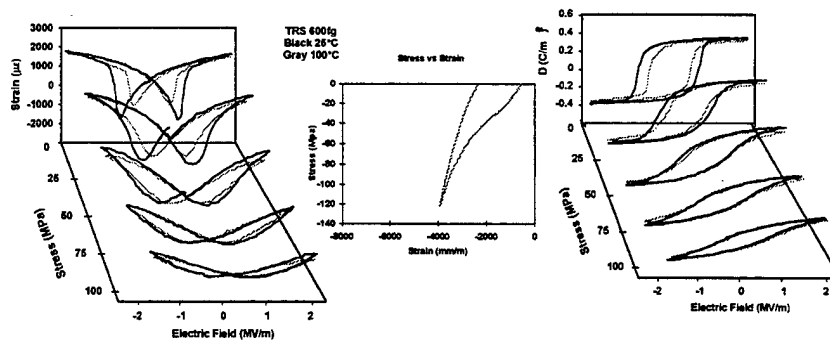 3000
2000
1000
0
-1000
-2000
Strain (µε)
0
25
50
75
100
Stress (MPa)
-2 -1 0 1 2
Electric Field (MV/m)
TRS 600fg
Black 25°C
Gray 100°C
Stress vs Strain
0
-20
-40
-60
-80
-100
-120
-140
Stress (Mpa)
-8000 -6000 -4000 -2000 0
Strain (mm/m)
0.6
0.4
0.2
0.0
-0.2
-0.4
D (C/m
0
25
50
75
100
Stress (MPa)
-2 -1 0 1 2
Electric Field (MV/m)